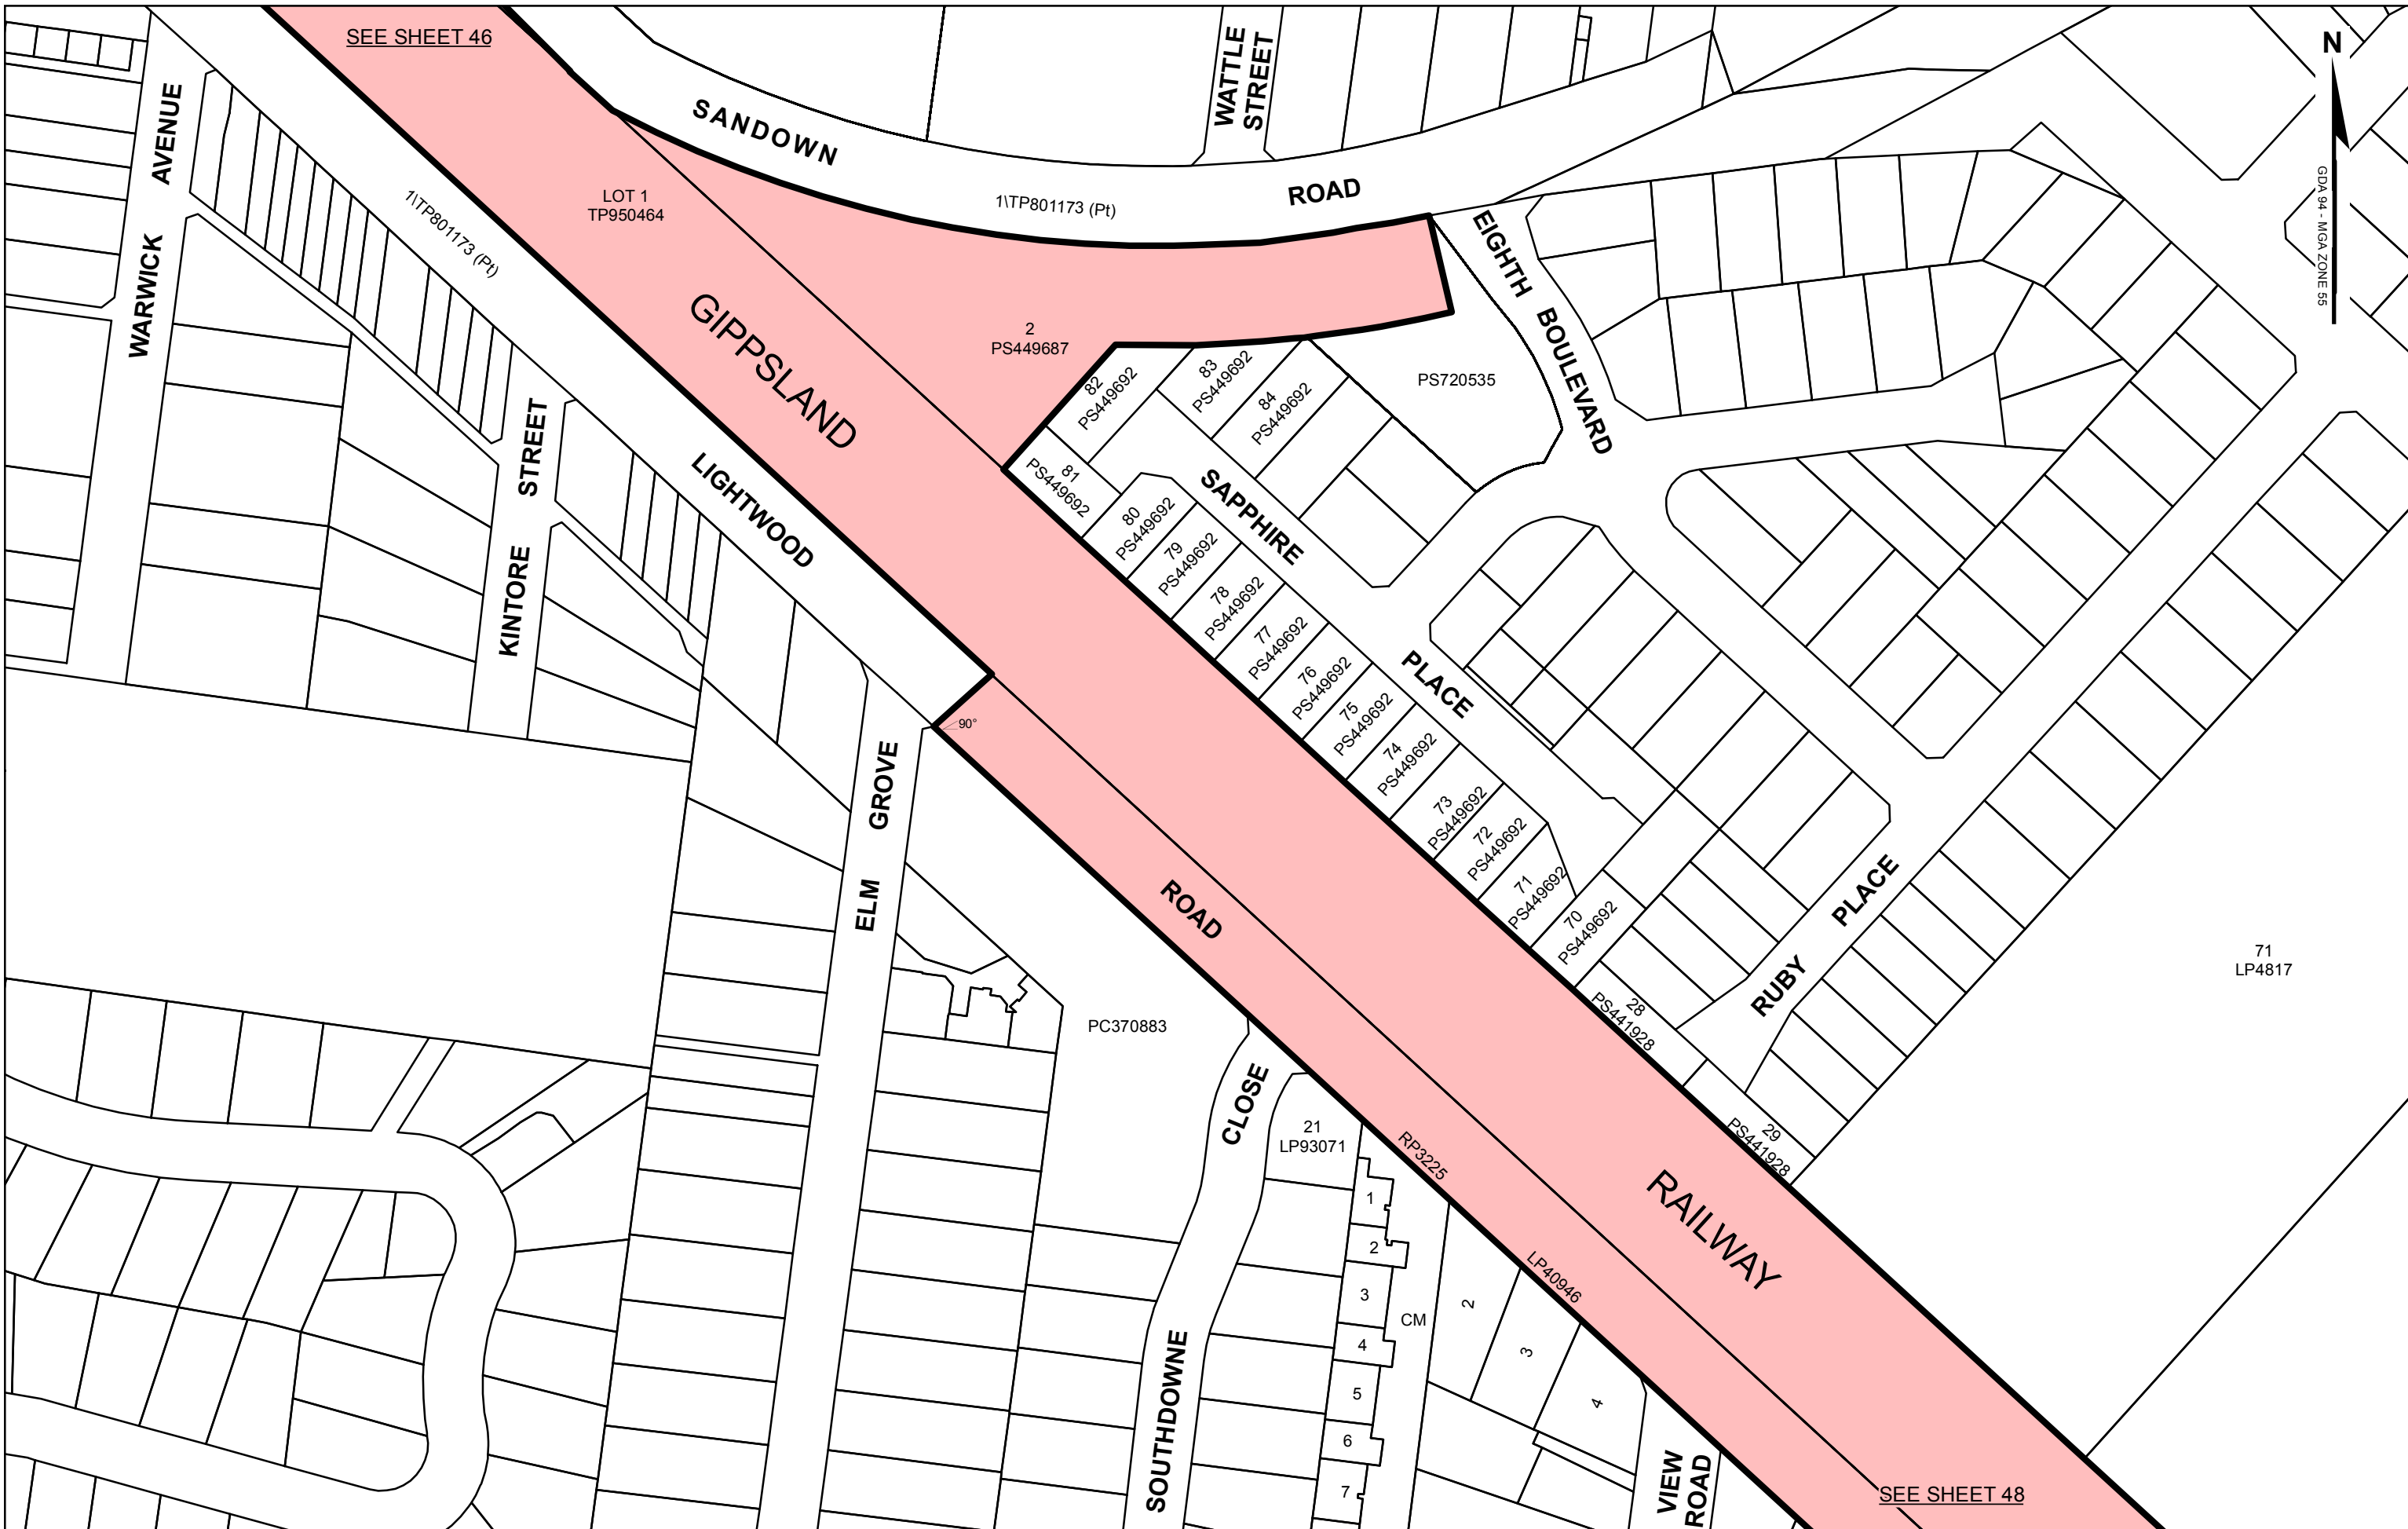 SEE SHEET 46
N
GDA 94 - MGA ZONE 55
WATTLE
STREET
SANDOWN
ROAD
1\TP801173 (Pt)
LOT 1
TP950464
1\TP801173 (Pt)
WARWICK AVENUE
GIPPSLAND
2
PS449687
EIGHTH BOULEVARD
PS720535
82
PS449692
83
PS449692
84
PS449692
81
PS449692
80
PS449692
79
PS449692
78
PS449692
77
PS449692
76
PS449692
75
PS449692
74
PS449692
73
PS449692
72
PS449692
71
PS449692
70
PS449692
SAPPHIRE
PLACE
KINTORE STREET
LIGHTWOOD
ROAD
90°
ELM GROVE
RUBY PLACE
28
PS441928
29
PS441928
71
LP4817
PC370883
SOUTHDOWNE CLOSE
21
LP93071
RP3225
LP40946
RAILWAY
1
2
3
4
5
6
7
CM
2
3
4
VIEW
ROAD
SEE SHEET 48